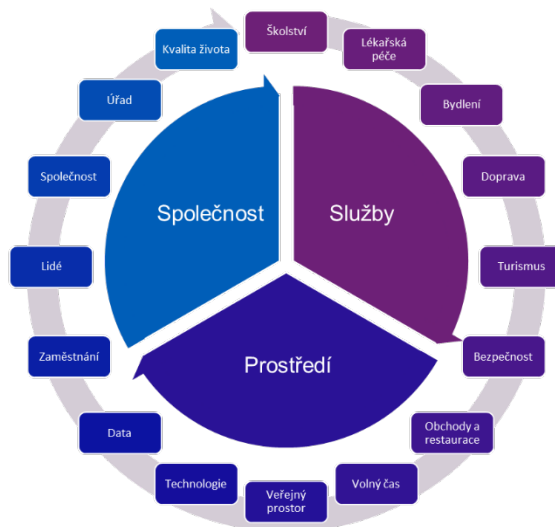 Školství
Lékařská
péče
Bydlení
Doprava
Turismus
Bezpečnost
Obchody a
restaurace
Volný čas
Veřejný
prostor
Technologie
Data
Zaměstnání
Lidé
Společnost
Úřad
Kvalita života
Společnost
Služby
Prostředí